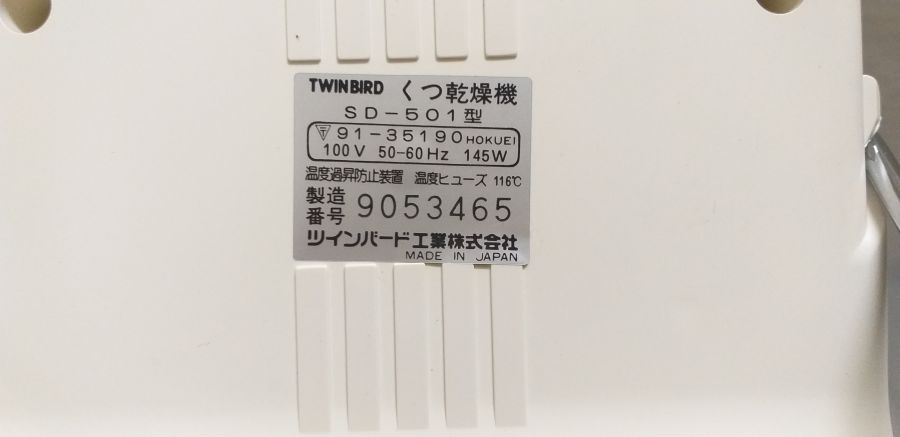 TWINBIRD くつ乾燥機
SD-501型
〒 91-35190 HOKUEI
100V 50-60Hz 145W
温度過昇防止装置 温度ヒューズ 116℃
製造番号 9053465
ツインバード工業株式会社
MADE IN JAPAN